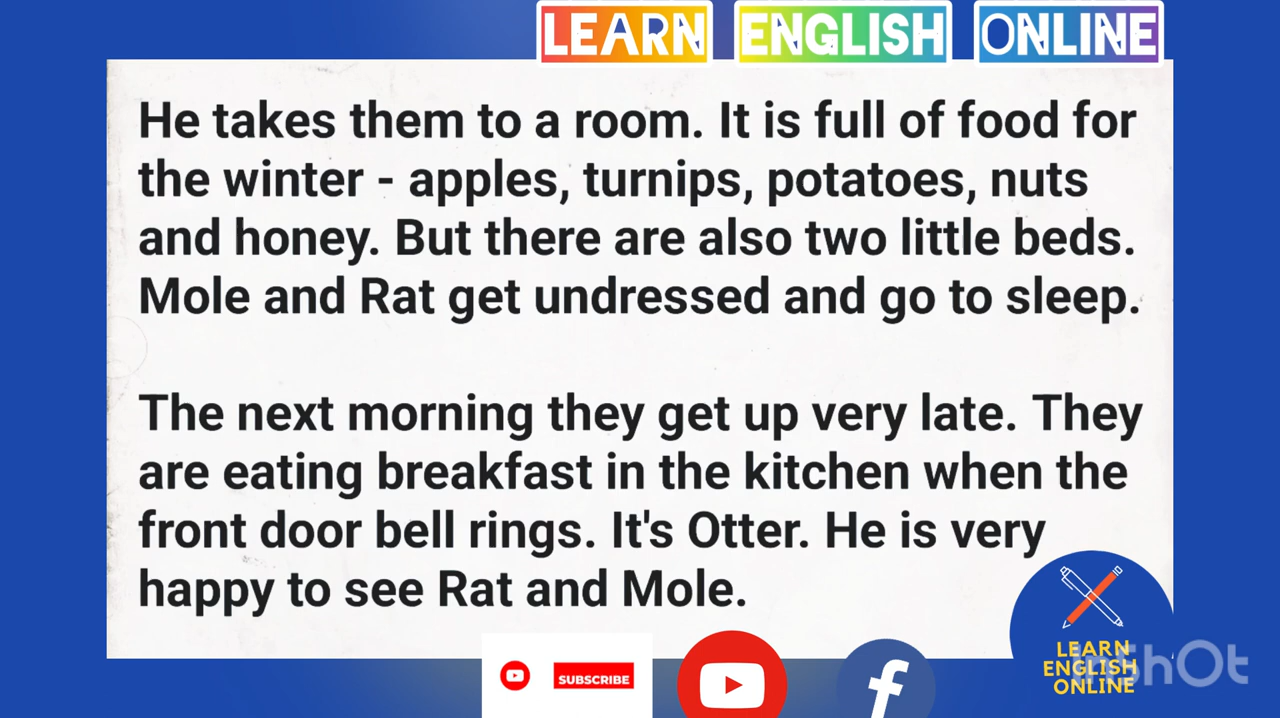 LEARN ENGLISH ONLINE
He takes them to a room. It is full of food for
the winter - apples, turnips, potatoes, nuts
and honey. But there are also two little beds.
Mole and Rat get undressed and go to sleep.
The next morning they get up very late. They
are eating breakfast in the kitchen when the
front door bell rings. It's Otter. He is very
happy to see Rat and Mole.
SUBSCRIBE
LEARN
ENGLISH
ONLINE